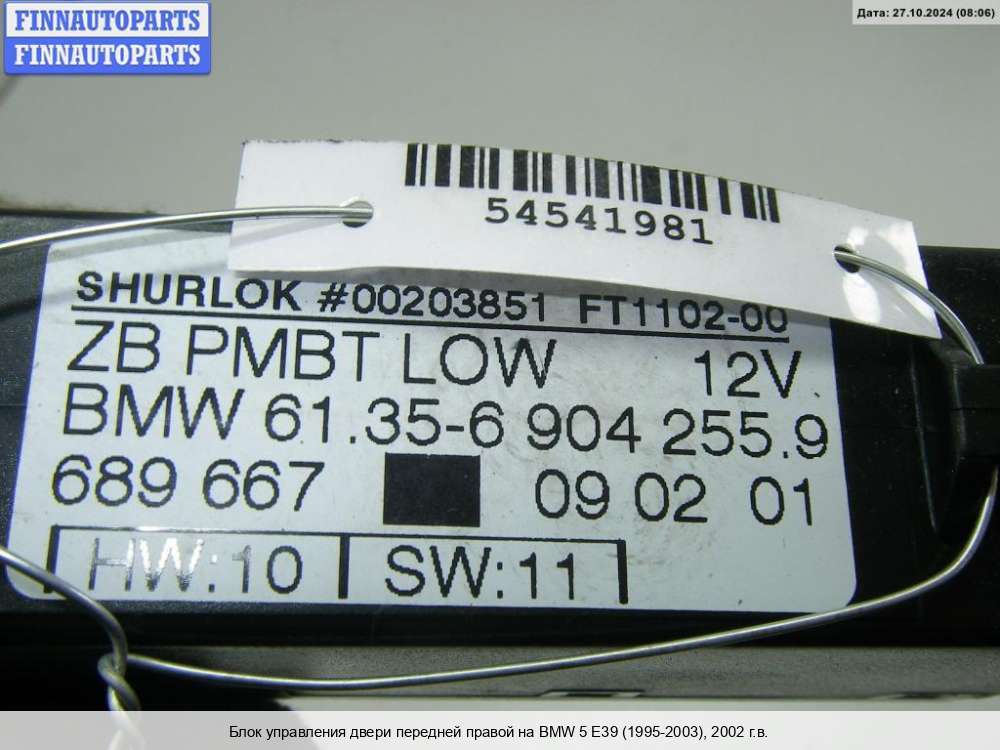 FINNAUTOPARTS
FINNAUTOPARTS
Дата: 27.10.2024 (08:06)
54541981
SHURLOK #00203851 FT1102-00
ZB PMBT LOW 12V
BMW 61.35-6 904 255.9
689 667 09 02 01
HW:10 SW:11
Блок управления двери передней правой на BMW 5 E39 (1995-2003), 2002 г.в.